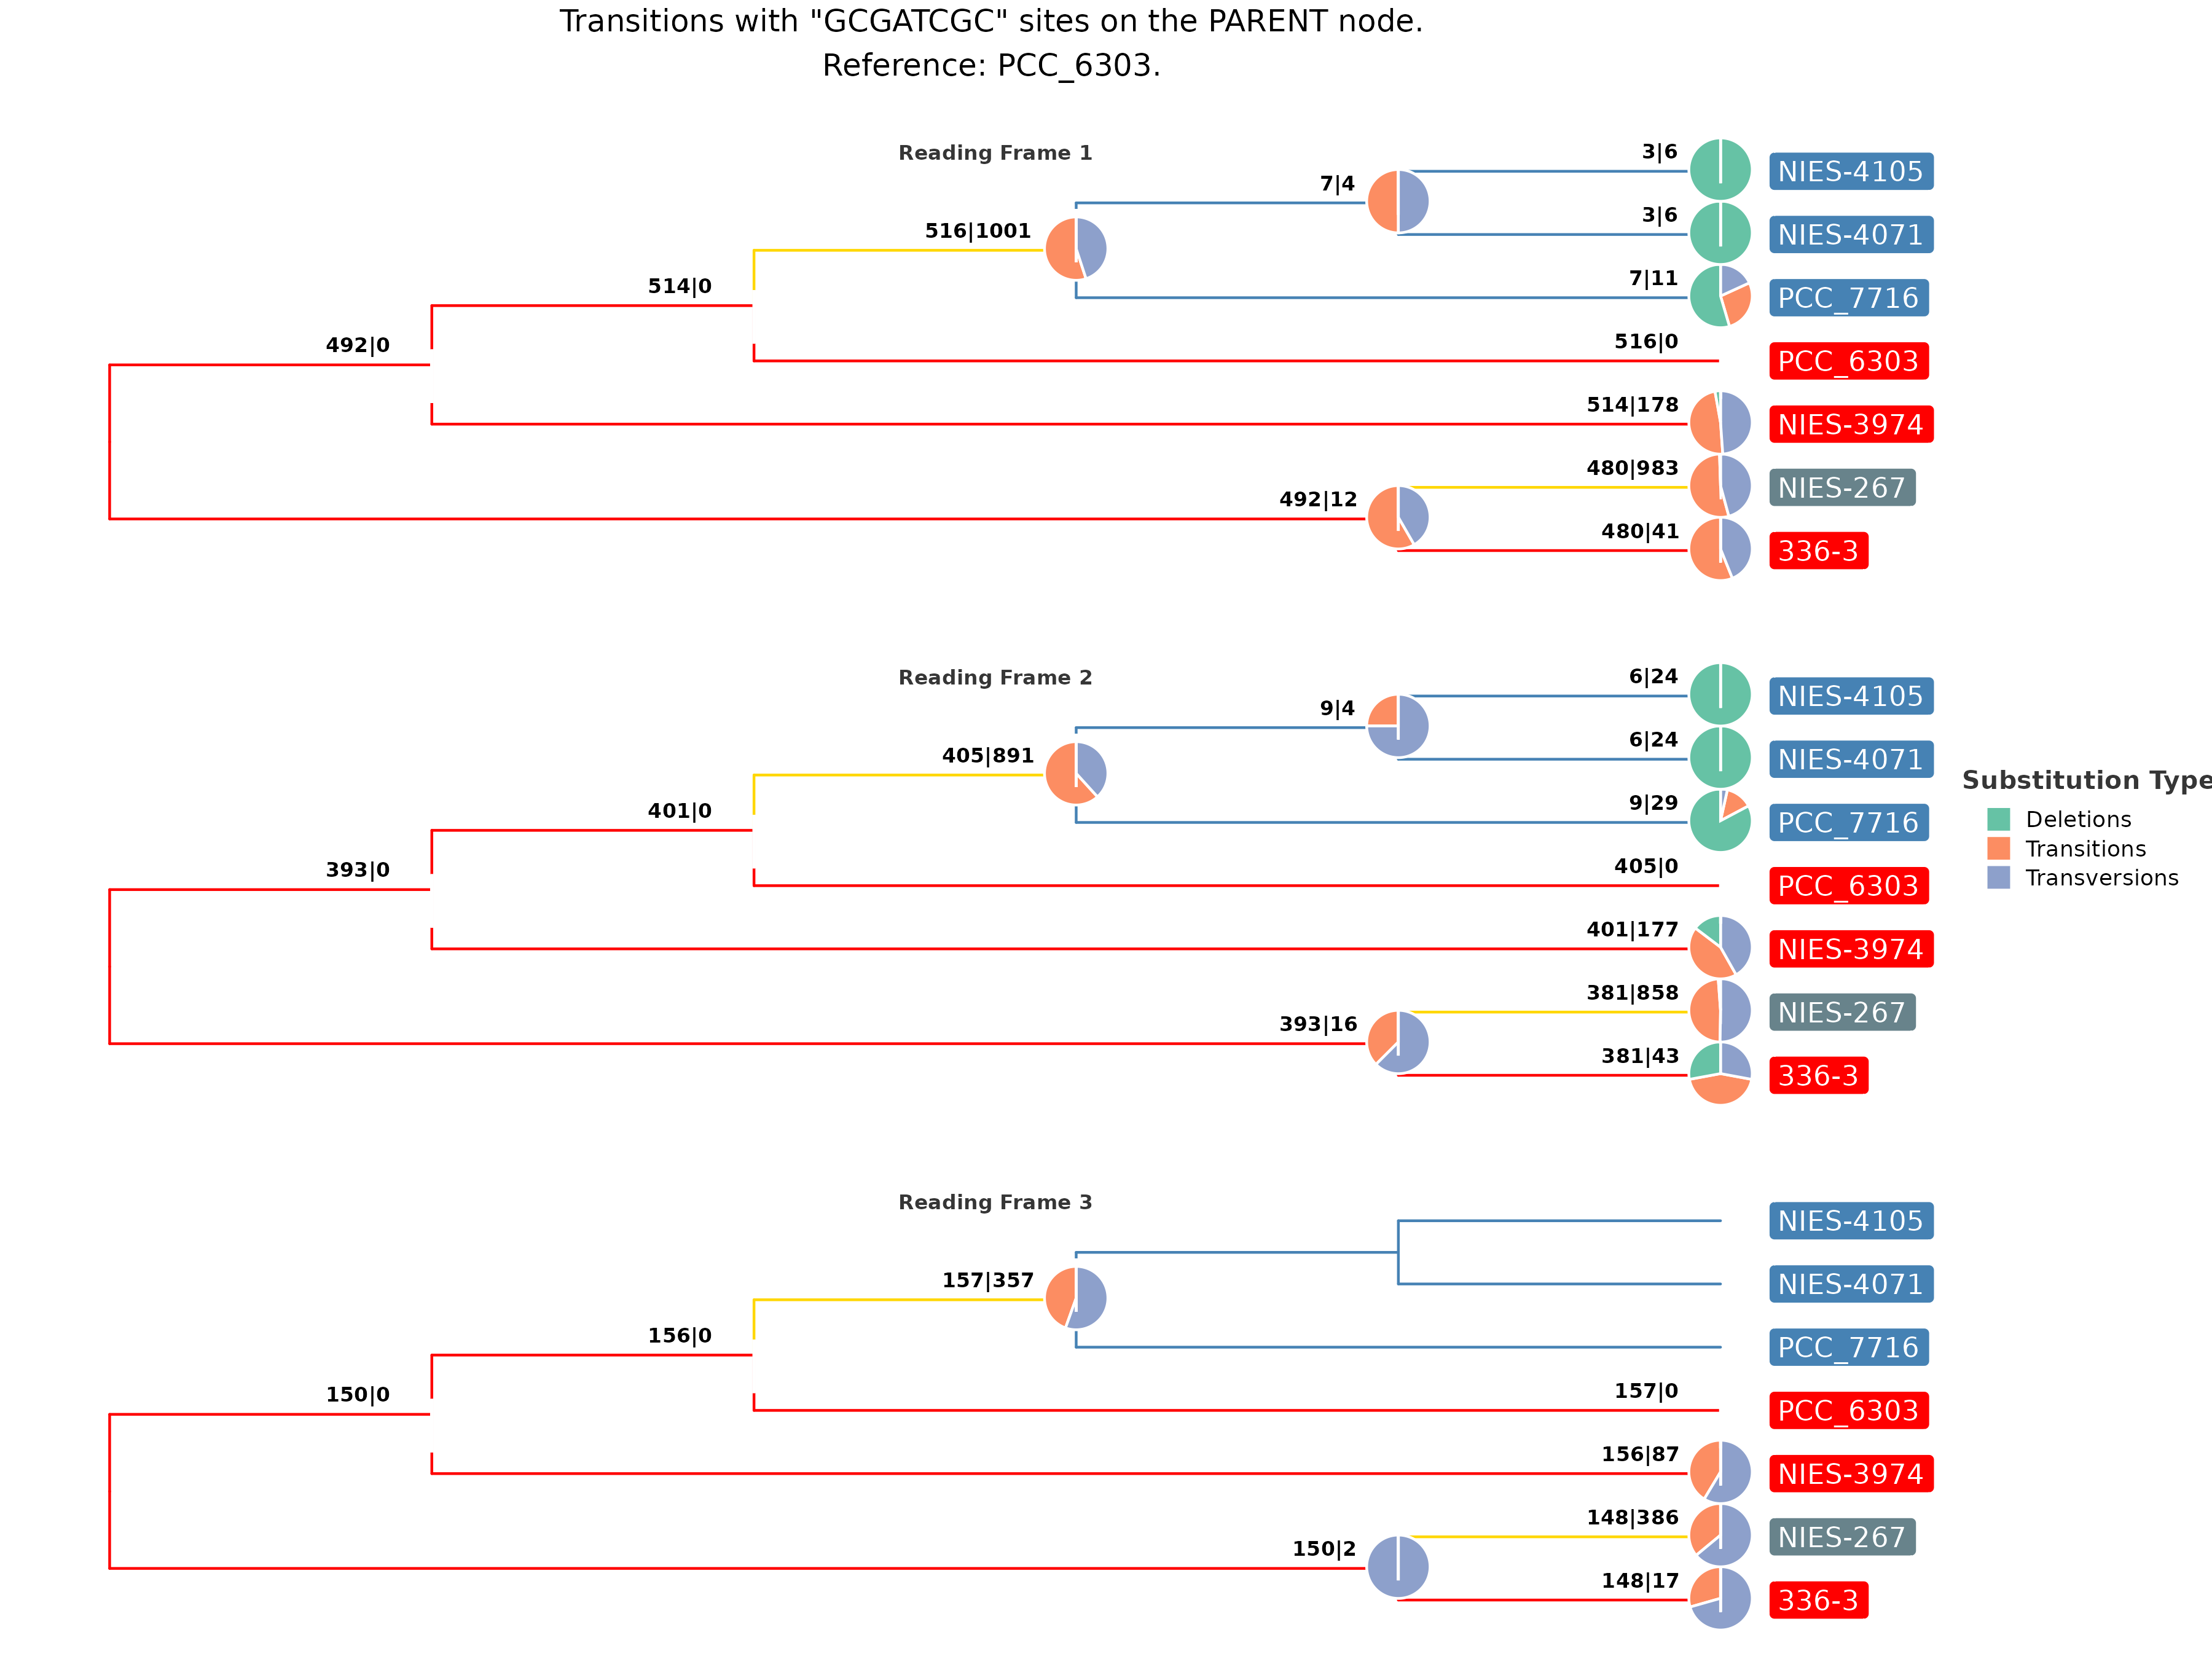 Transitions with "GCGATCGC" sites on the PARENT node.
Reference: PCC_6303.
Reading Frame 1
3|6
NIES-4105
7|4
3|6
NIES-4071
516|1001
7|11
PCC_7716
514|0
516|0
PCC_6303
492|0
514|178
NIES-3974
480|983
NIES-267
492|12
480|41
336-3
Reading Frame 2
6|24
NIES-4105
9|4
6|24
NIES-4071
405|891
9|29
PCC_7716
401|0
405|0
PCC_6303
393|0
401|177
NIES-3974
381|858
NIES-267
393|16
381|43
336-3
Substitution Type
Deletions
Transitions
Transversions
Reading Frame 3
NIES-4105
NIES-4071
157|357
PCC_7716
156|0
157|0
PCC_6303
150|0
156|87
NIES-3974
148|386
NIES-267
150|2
148|17
336-3